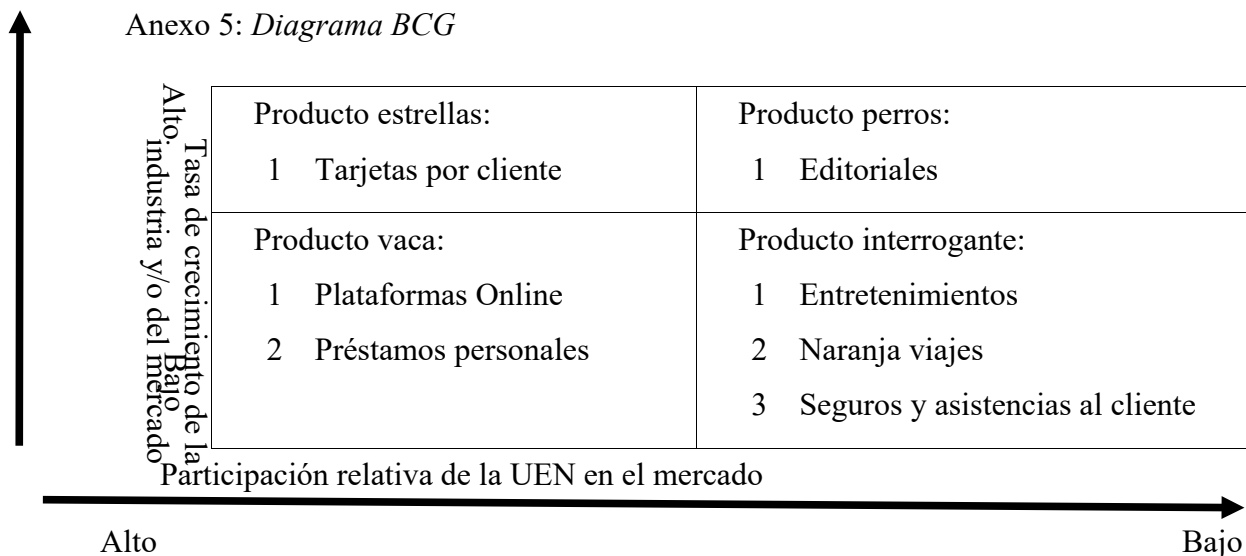 Anexo 5: Diagrama BCG
Alto.
Tasa de crecimiento de la
industria y/o del mercado
Bajo
Producto estrellas:
1 Tarjetas por cliente
Producto perros:
1 Editoriales
Producto vaca:
1 Plataformas Online
2 Préstamos personales
Producto interrogante:
1 Entretenimientos
2 Naranja viajes
3 Seguros y asistencias al cliente
Participación relativa de la UEN en el mercado
Alto
Bajo